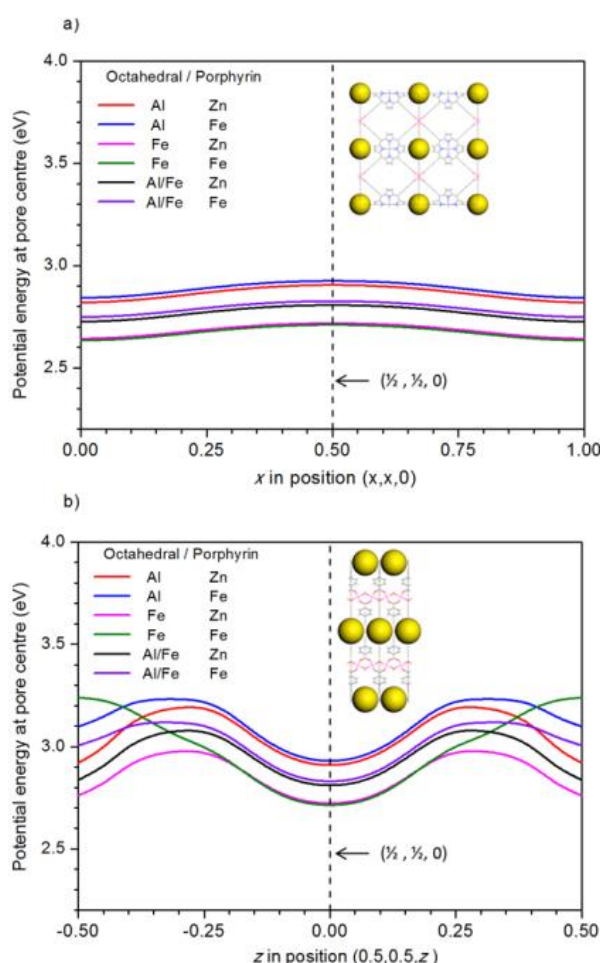 a)
Potential energy at pore centre (eV)
4.0
3.5
3.0
2.5
Octahedral / Porphyrin
Al Zn
Al Fe
Fe Zn
Fe Fe
Al/Fe Zn
Al/Fe Fe
(½ , ½, 0)
0.00 0.25 0.50 0.75 1.00
x in position (x,x,0)
b)
Potential energy at pore centre (eV)
4.0
3.5
3.0
2.5
Octahedral / Porphyrin
Al Zn
Al Fe
Fe Zn
Fe Fe
Al/Fe Zn
Al/Fe Fe
(½ , ½, 0)
-0.50 -0.25 0.00 0.25 0.50
z in position (0.5,0.5,z )